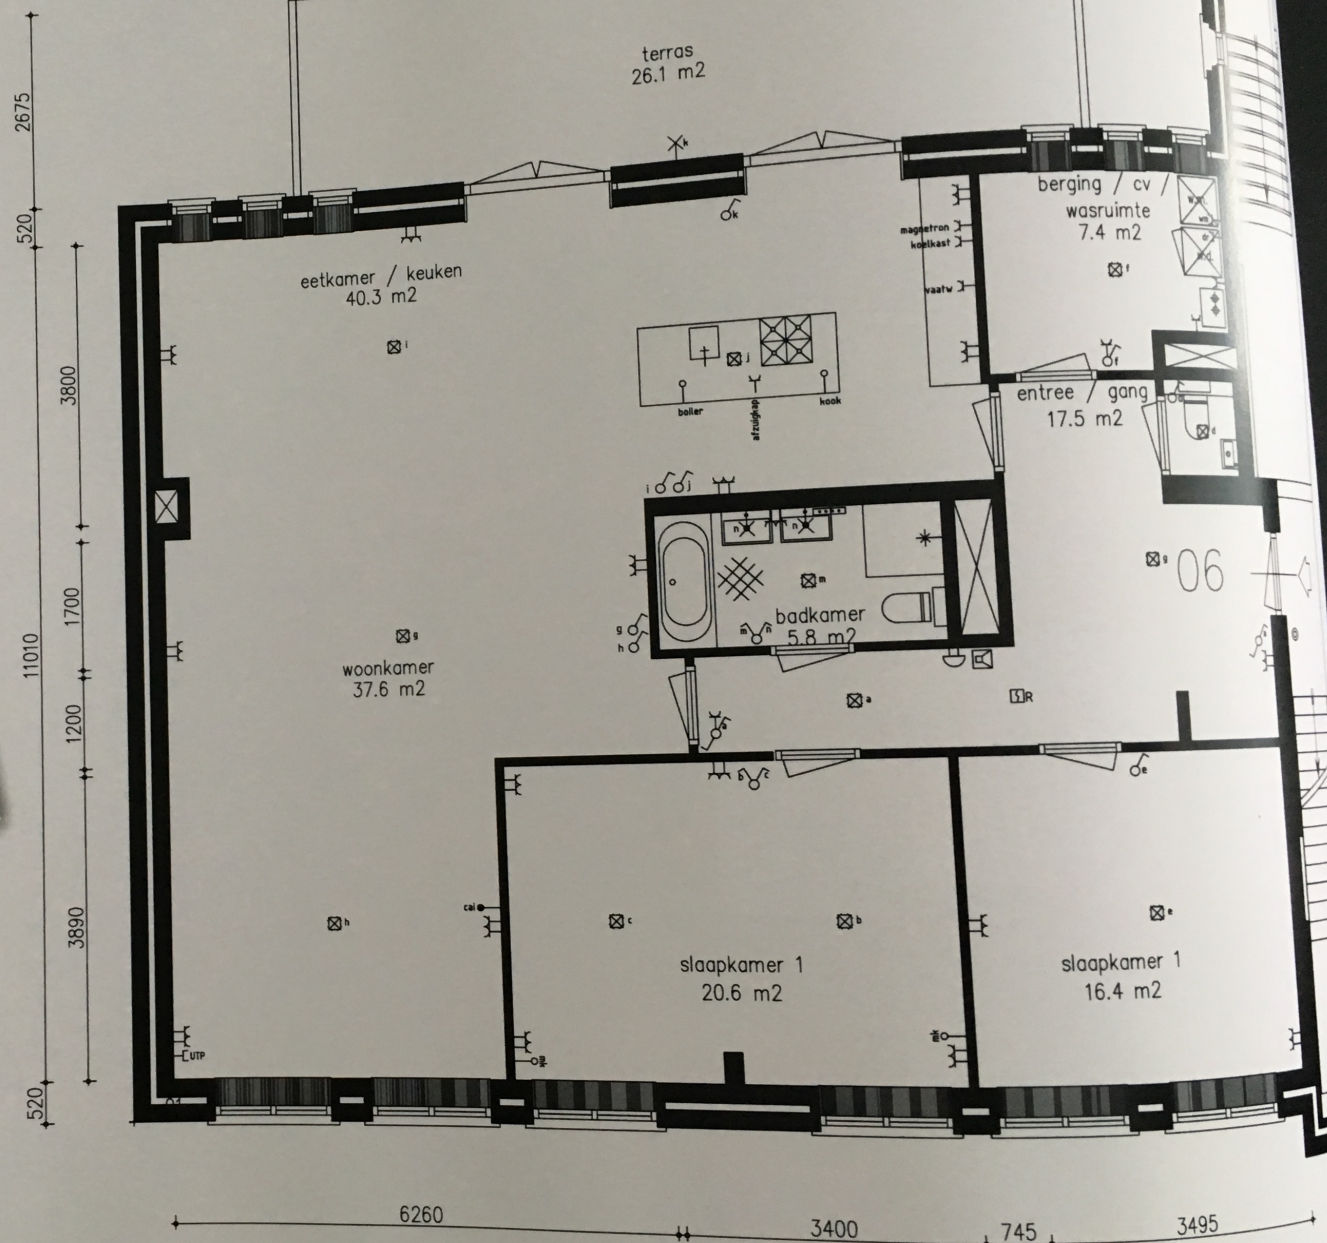 terras
26.1 m2
2675
520
k
k
berging / cv /
wasruimte
7.4 m2
magnetron
koelkast
vaatw
f
f
eetkamer / keuken
40.3 m2
i
j
boiler
afzuigkap
kook
3800
entree / gang
17.5 m2
d
i
j
n
n
m
badkamer
5.8 m2
m
n
g
06
1700
g
h
11010
g
woonkamer
37.6 m2
a
R
1200
a
b
c
e
3890
cai
h
c
b
e
slaapkamer 1
20.6 m2
slaapkamer 1
16.4 m2
UTP
520
6260
3400
745
3495